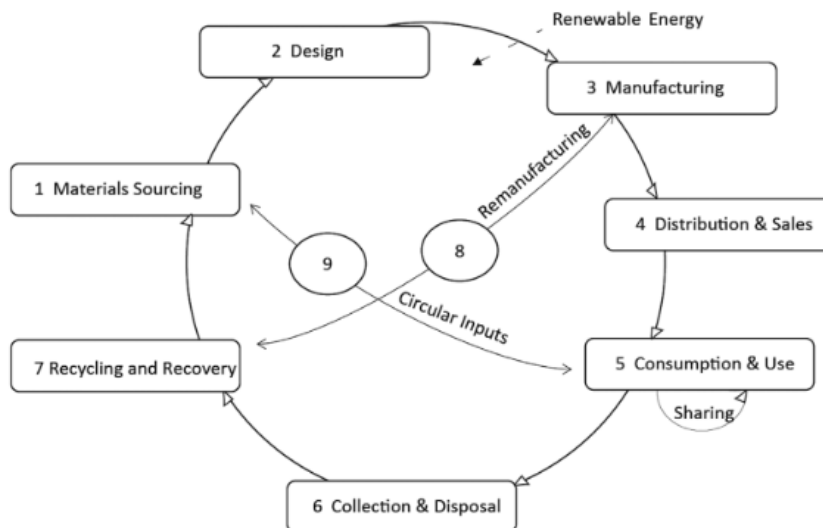 Renewable Energy
2 Design
3 Manufacturing
Remanufacturing
1 Materials Sourcing
4 Distribution & Sales
8
9
Circular Inputs
7 Recycling and Recovery
5 Consumption & Use
Sharing
6 Collection & Disposal